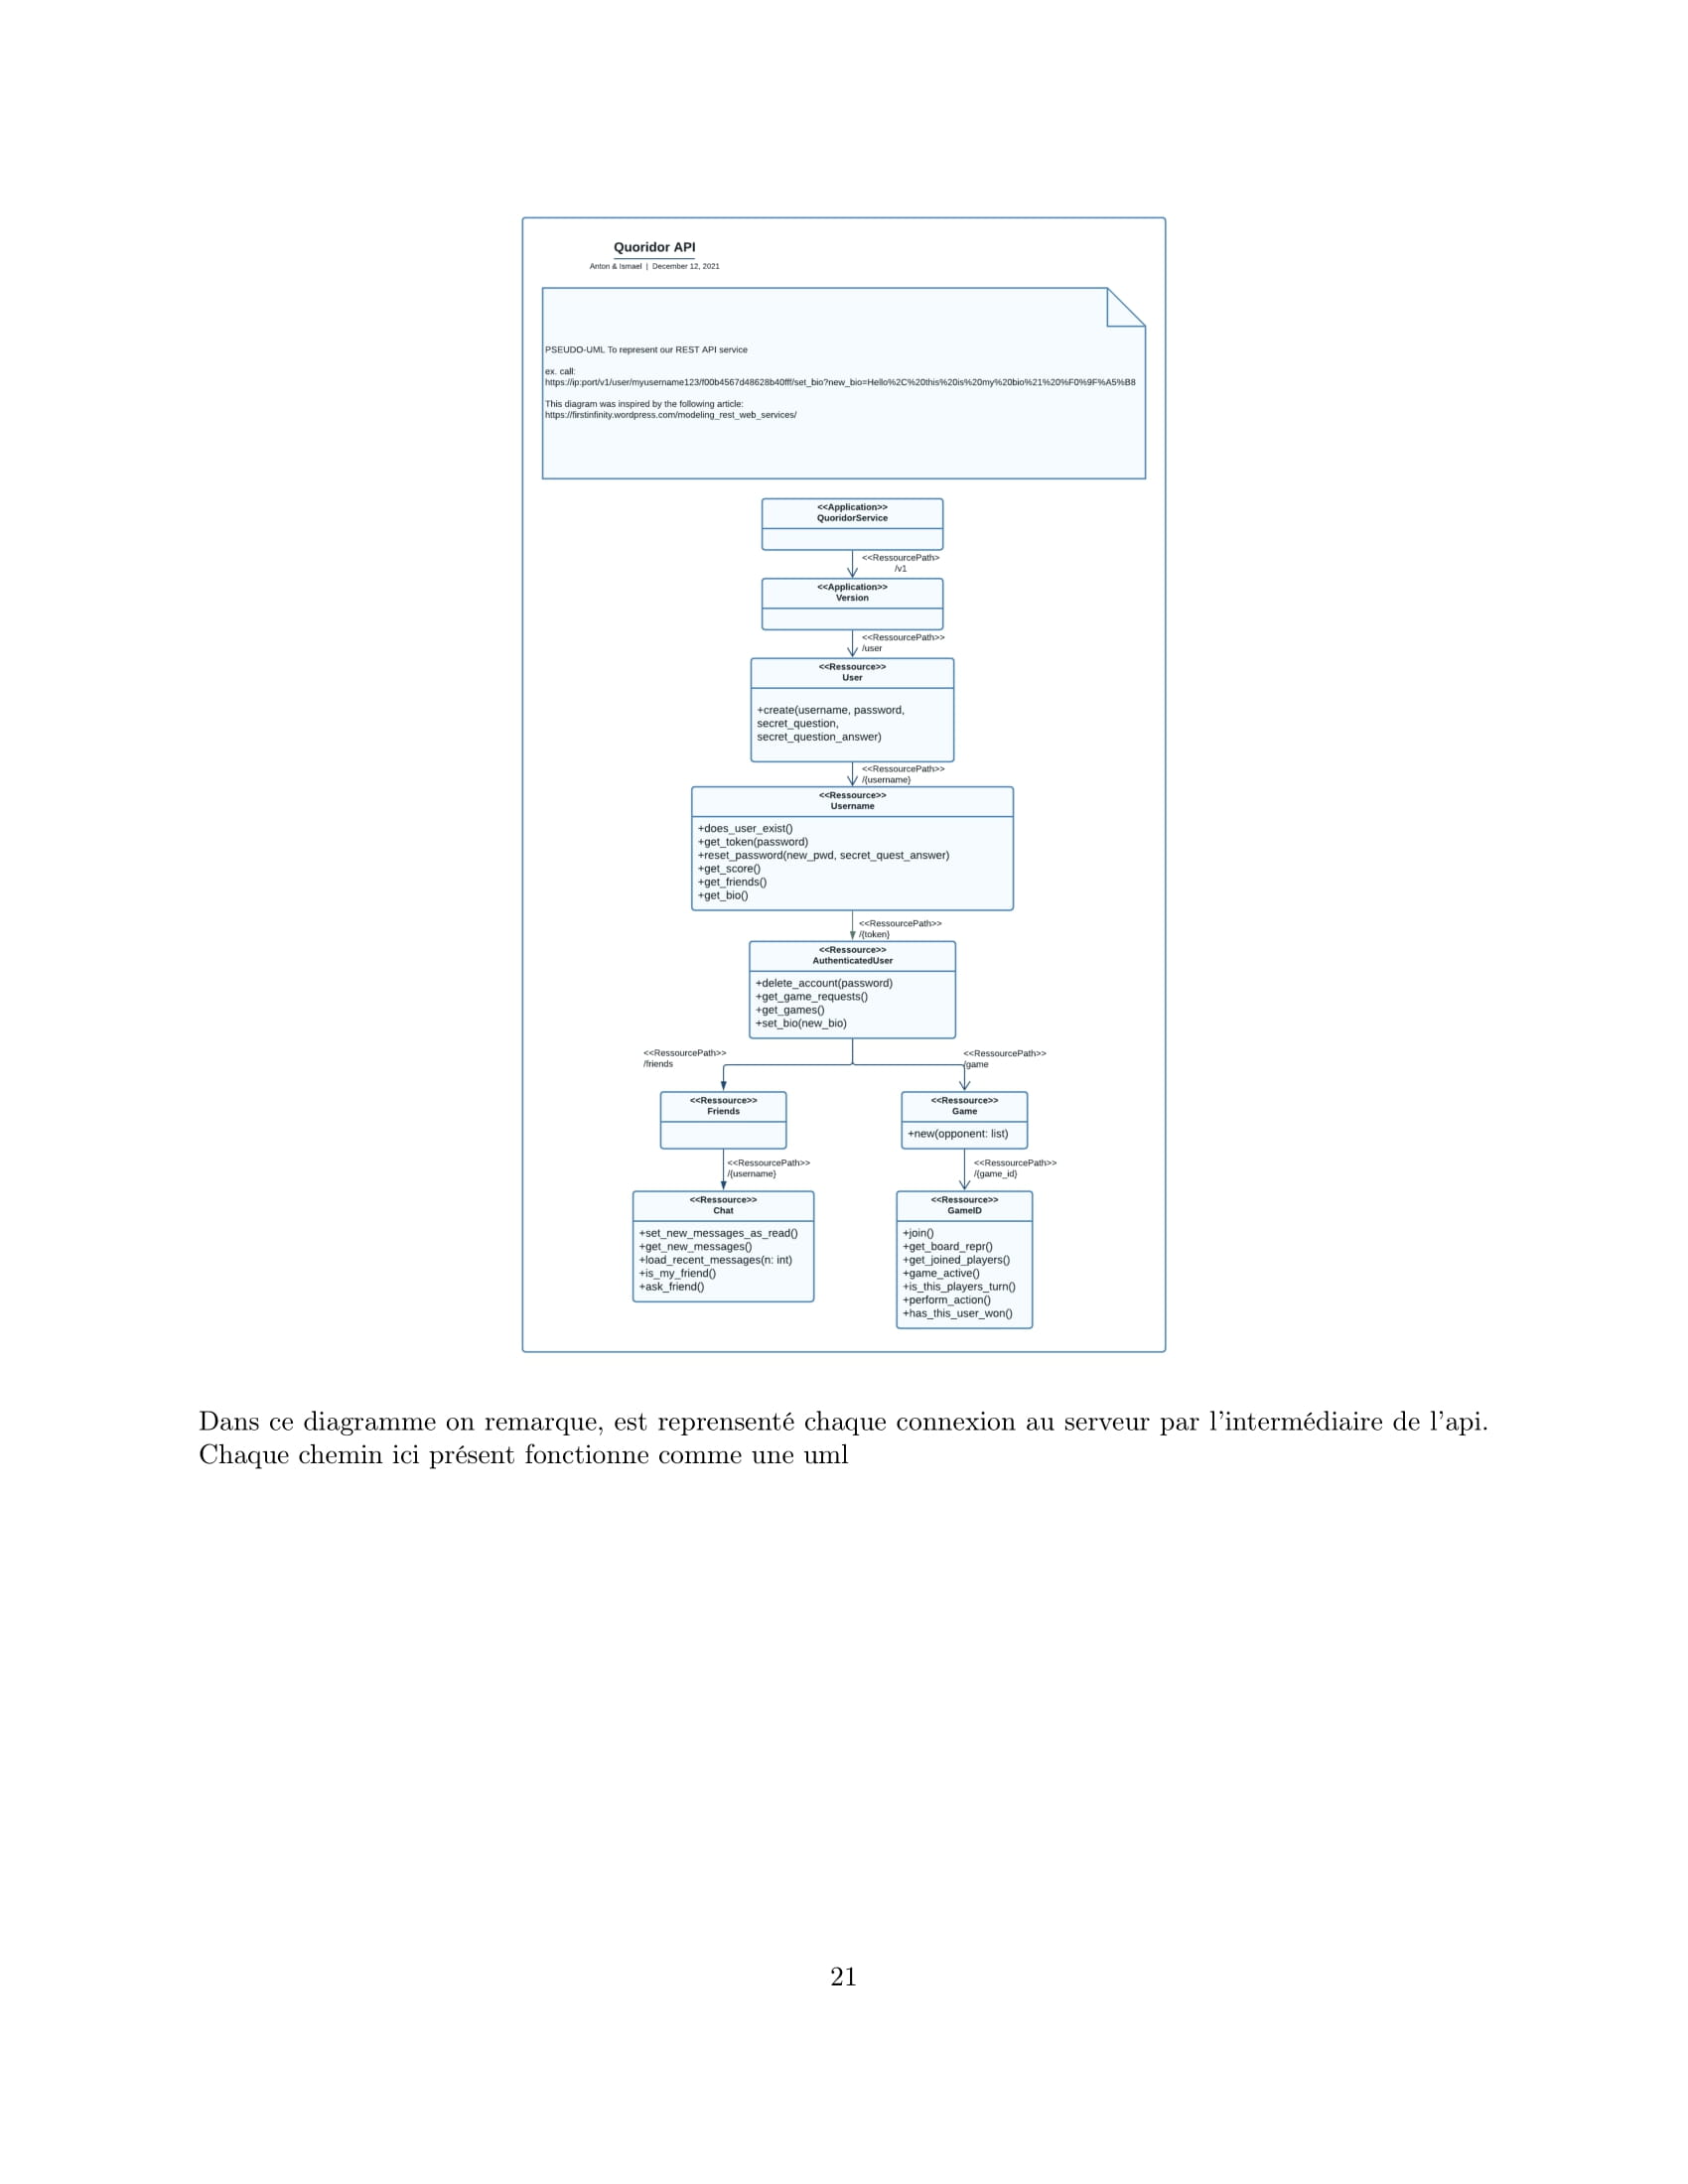 Quoridor API
Anton & Ismael | December 12, 2021
PSEUDO-UML To represent our REST API service
ex. call:
https://ip:port/v1/user/myusername123/f00b4567d48628b40fff/set_bio?new_bio=Hello%2C%20this%20is%20my%20bio%21%20%F0%9F%A5%B8
This diagram was inspired by the following article:
https://firstinfinity.wordpress.com/modeling_rest_web_services/
<<Application>>
QuoridorService
<<RessourcePath>
/v1
<<Application>>
Version
<<RessourcePath>>
/user
<<Ressource>>
User
+create(username, password,
secret_question,
secret_question_answer)
<<RessourcePath>>
/{username}
<<Ressource>>
Username
+does_user_exist()
+get_token(password)
+reset_password(new_pwd, secret_quest_answer)
+get_score()
+get_friends()
+get_bio()
<<RessourcePath>>
/{token}
<<Ressource>>
AuthenticatedUser
+delete_account(password)
+get_game_requests()
+get_games()
+set_bio(new_bio)
<<RessourcePath>>
/friends
<<RessourcePath>>
/game
<<Ressource>>
Friends
<<Ressource>>
Game
+new(opponent: list)
<<RessourcePath>>
/{username}
<<RessourcePath>>
/{game_id}
<<Ressource>>
Chat
+set_new_messages_as_read()
+get_new_messages()
+load_recent_messages(n: int)
+is_my_friend()
+ask_friend()
<<Ressource>>
GameID
+join()
+get_board_repr()
+get_joined_players()
+game_active()
+is_this_players_turn()
+perform_action()
+has_this_user_won()
Dans ce diagramme on remarque, est reprensenté chaque connexion au serveur par l'intermédiaire de l'api.
Chaque chemin ici présent fonctionne comme une uml
21